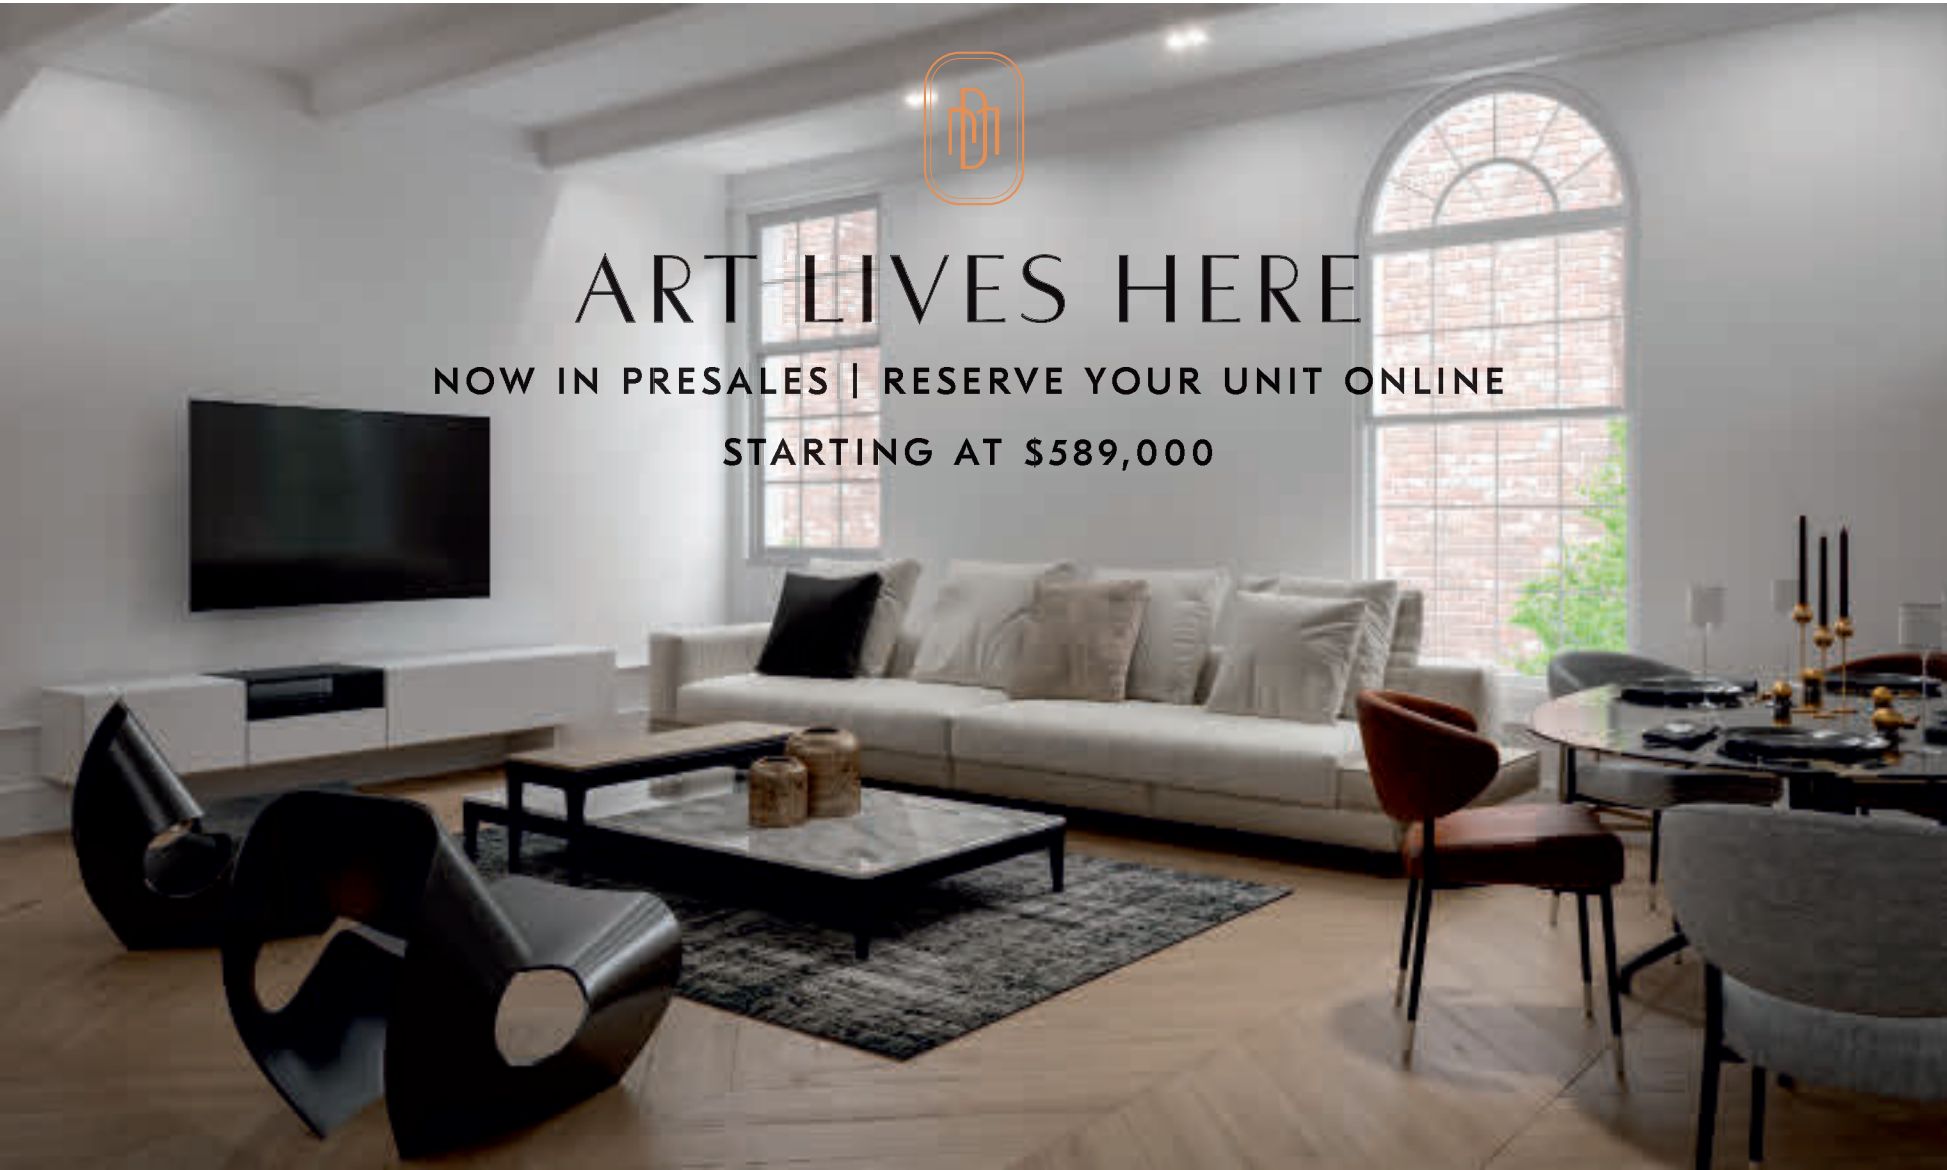 ART LIVES HERE
NOW IN PRESALES | RESERVE YOUR UNIT ONLINE
STARTING AT $589,000